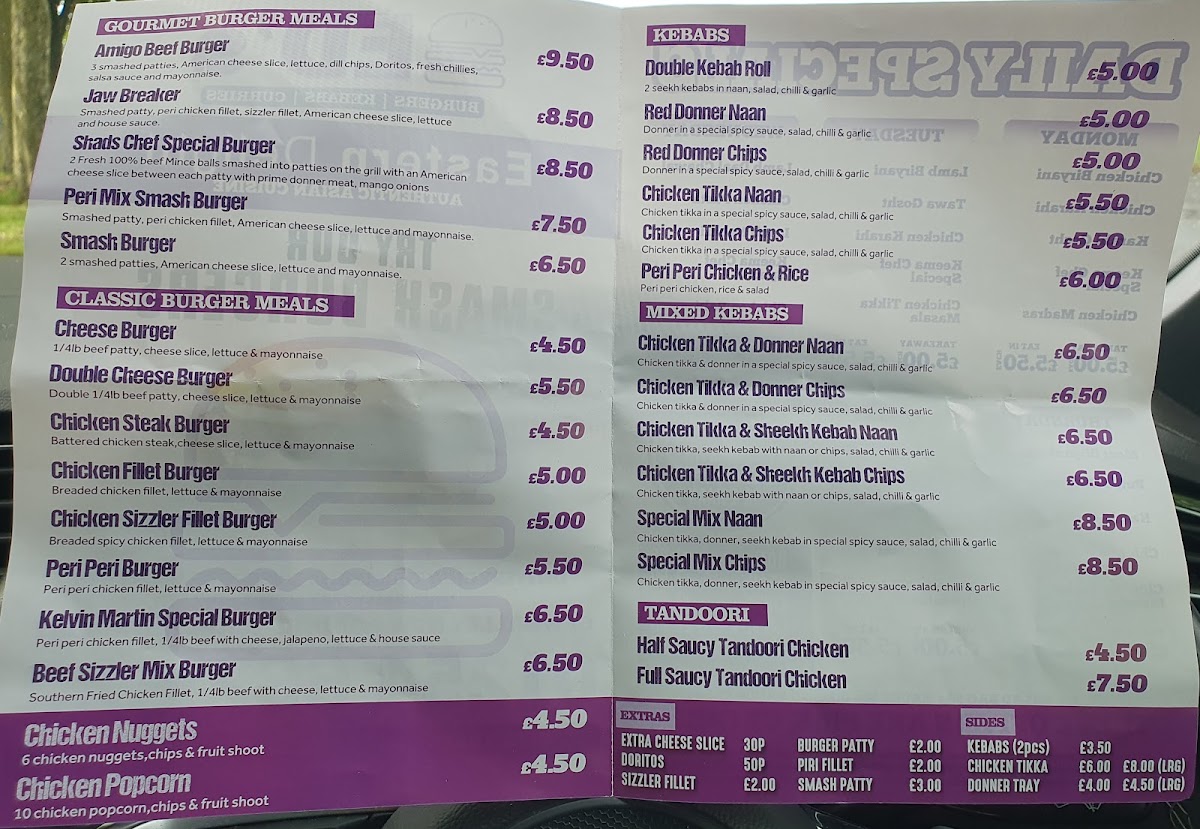 GOURMET BURGER MEALS
Amigo Beef Burger £9.50
3 smashed patties, American cheese slice, lettuce, dill chips, Doritos, fresh chillies,
salsa sauce and mayonnaise.
Jaw Breaker £8.50
Smashed patty, peri chicken fillet, sizzler fillet, American cheese slice, lettuce
and house sauce.
Shads Chef Special Burger £8.50
2 Fresh 100% beef Mince balls smashed into patties on the grill with an American
cheese slice between each patty with prime donner meat, mango onions
Peri Mix Smash Burger £7.50
Smashed patty, peri chicken fillet, American cheese slice, lettuce and mayonnaise.
Smash Burger £6.50
2 smashed patties, American cheese slice, lettuce and mayonnaise.
CLASSIC BURGER MEALS
Cheese Burger £4.50
1/4lb beef patty, cheese slice, lettuce & mayonnaise
Double Cheese Burger £5.50
Double 1/4lb beef patty, cheese slice, lettuce & mayonnaise
Chicken Steak Burger £4.50
Battered chicken steak,cheese slice, lettuce & mayonnaise
Chicken Fillet Burger £5.00
Breaded chicken fillet, lettuce & mayonnaise
Chicken Sizzler Fillet Burger £5.00
Breaded spicy chicken fillet, lettuce & mayonnaise
Peri Peri Burger £5.50
Peri peri chicken fillet, lettuce & mayonnaise
Kelvin Martin Special Burger £6.50
Peri peri chicken fillet, 1/4lb beef with cheese, jalapeno, lettuce & house sauce
Beef Sizzler Mix Burger £6.50
Southern Fried Chicken Fillet, 1/4lb beef with cheese, lettuce & mayonnaise
Chicken Nuggets £4.50
6 chicken nuggets,chips & fruit shoot
Chicken Popcorn £4.50
10 chicken popcorn,chips & fruit shoot
KEBABS
Double Kebab Roll £5.00
2 seekh kebabs in naan, salad, chilli & garlic
Red Donner Naan £5.00
Donner in a special spicy sauce, salad, chilli & garlic
Red Donner Chips £5.00
Donner in a special spicy sauce, salad, chilli & garlic
Chicken Tikka Naan £5.50
Chicken tikka in a special spicy sauce, salad, chilli & garlic
Chicken Tikka Chips £5.50
Chicken tikka in a special spicy sauce, salad, chilli & garlic
Peri Peri Chicken & Rice £6.00
Peri peri chicken, rice & salad
MIXED KEBABS
Chicken Tikka & Donner Naan £6.50
Chicken tikka & donner in a special spicy sauce, salad, chilli & garlic
Chicken Tikka & Donner Chips £6.50
Chicken tikka & donner in a special spicy sauce, salad, chilli & garlic
Chicken Tikka & Sheekh Kebab Naan £6.50
Chicken tikka, seekh kebab with naan or chips, salad, chilli & garlic
Chicken Tikka & Sheekh Kebab Chips £6.50
Chicken tikka, seekh kebab with naan or chips, salad, chilli & garlic
Special Mix Naan £8.50
Chicken tikka, donner, seekh kebab in special spicy sauce, salad, chilli & garlic
Special Mix Chips £8.50
Chicken tikka, donner, seekh kebab in special spicy sauce, salad, chilli & garlic
TANDOORI
Half Saucy Tandoori Chicken £4.50
Full Saucy Tandoori Chicken £7.50
EXTRAS
EXTRA CHEESE SLICE 30P BURGER PATTY £2.00
DORITOS 50P PIRI FILLET £2.00
SIZZLER FILLET £2.00 SMASH PATTY £3.00
SIDES
KEBABS (2pcs) £3.50
CHICKEN TIKKA £6.00 £8.00 (LRG)
DONNER TRAY £4.00 £4.50 (LRG)